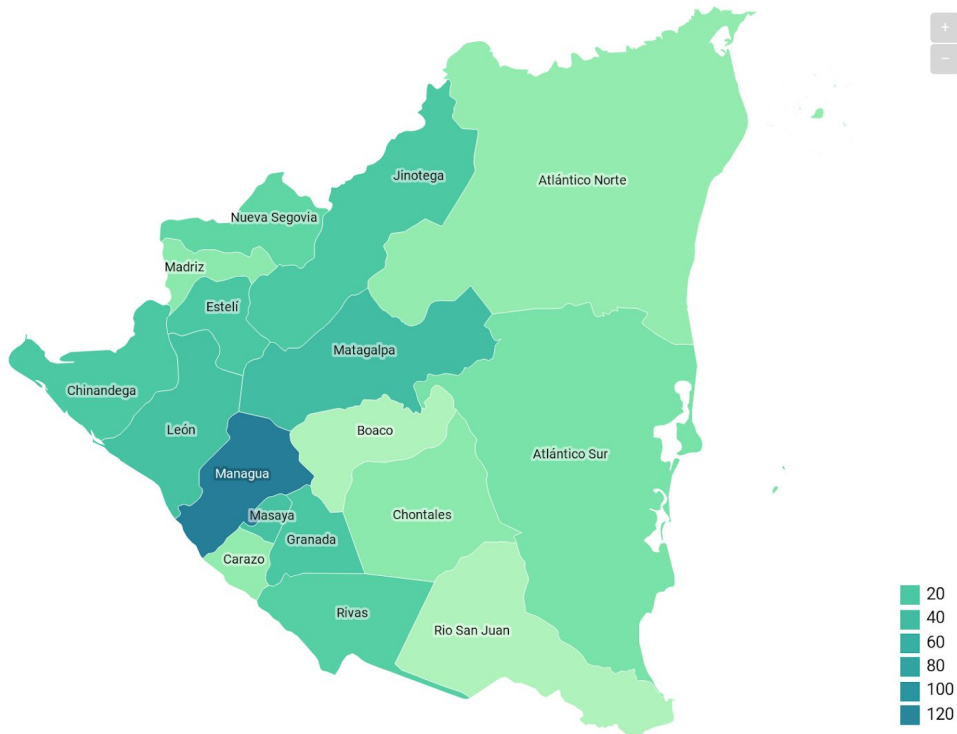 +
−
Jinotega
Atlántico Norte
Nueva Segovia
Madriz
Estelí
Matagalpa
Chinandega
León
Boaco
Atlántico Sur
Managua
Masaya
Chontales
Granada
Carazo
Rivas
Rio San Juan
20
40
60
80
100
120